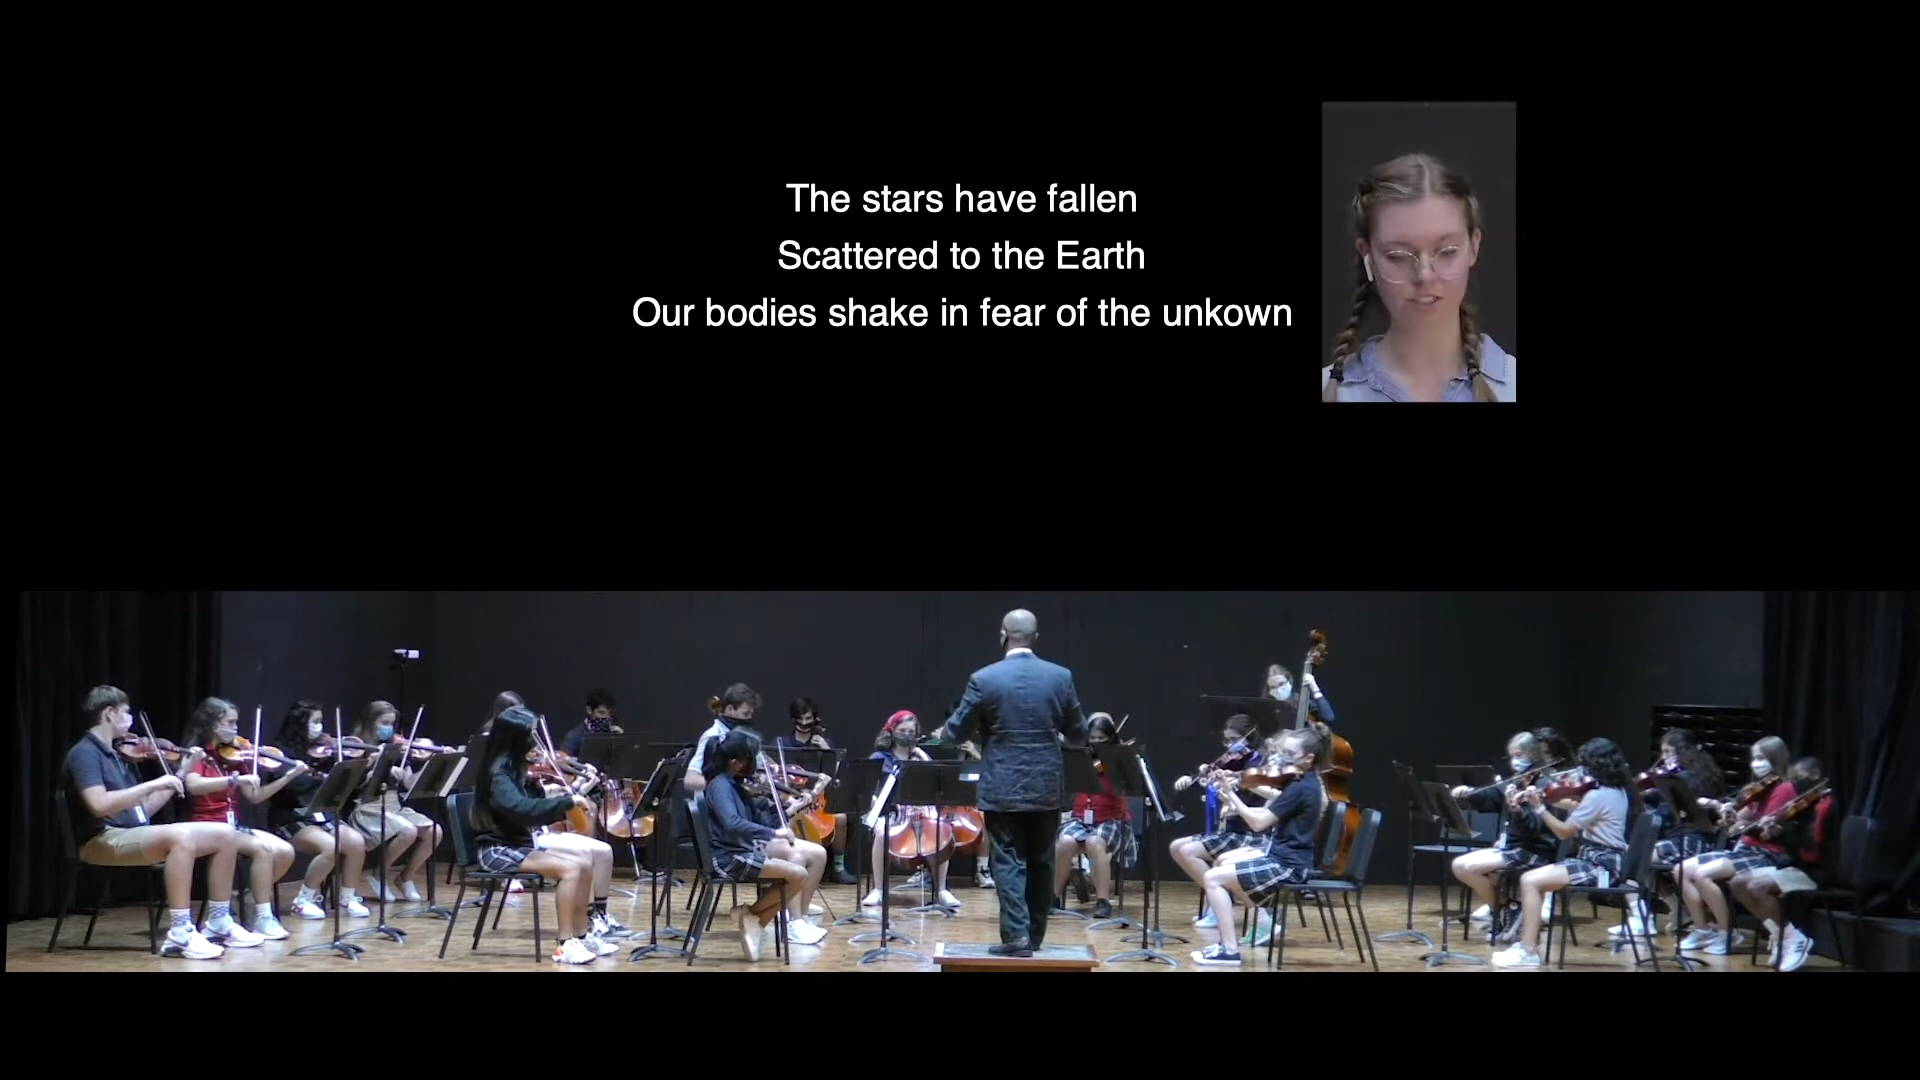 The stars have fallen
Scattered to the Earth
Our bodies shake in fear of the unkown